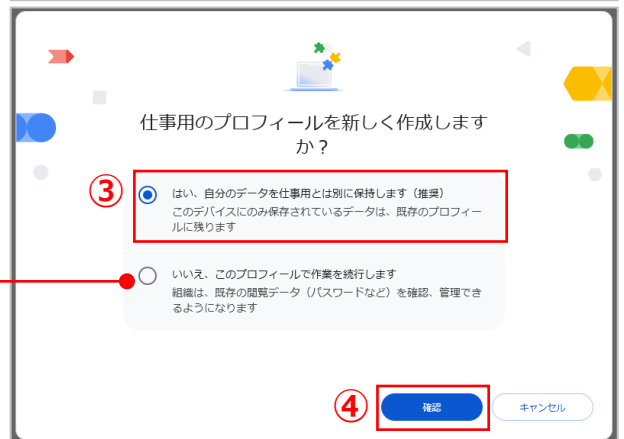 仕事用のプロフィールを新しく作成します
か？
③
はい、自分のデータを仕事用とは別に保持します（推奨）
このデバイスにのみ保存されているデータは、既存のプロフィー
ルに残ります
いいえ、このプロフィールで作業を続行します
組織は、既存の閲覧データ（パスワードなど）を確認、管理でき
るようになります
④
確認
キャンセル